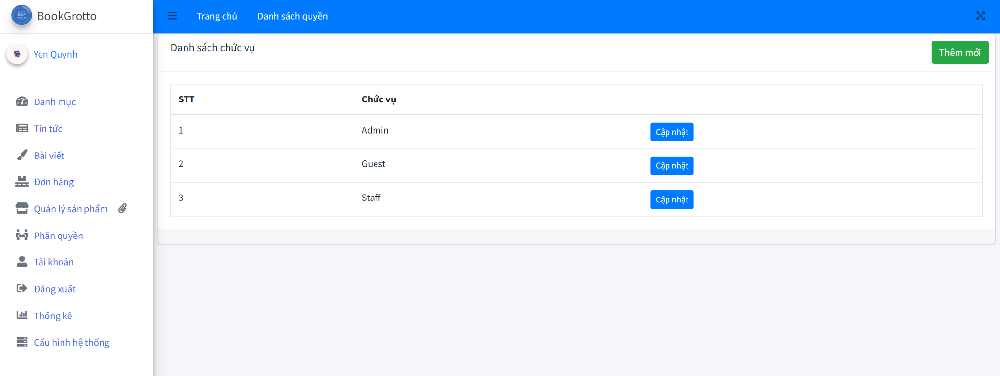 BookGrotto
Trang chủ
Danh sách quyền
Yen Quynh
Danh mục
Tin tức
Bài viết
Đơn hàng
Quản lý sản phẩm
Phân quyền
Tài khoản
Đăng xuất
Thống kê
Cấu hình hệ thống
Danh sách chức vụ
Thêm mới
STT Chức vụ
1 Admin Cập nhật
2 Guest Cập nhật
3 Staff Cập nhật